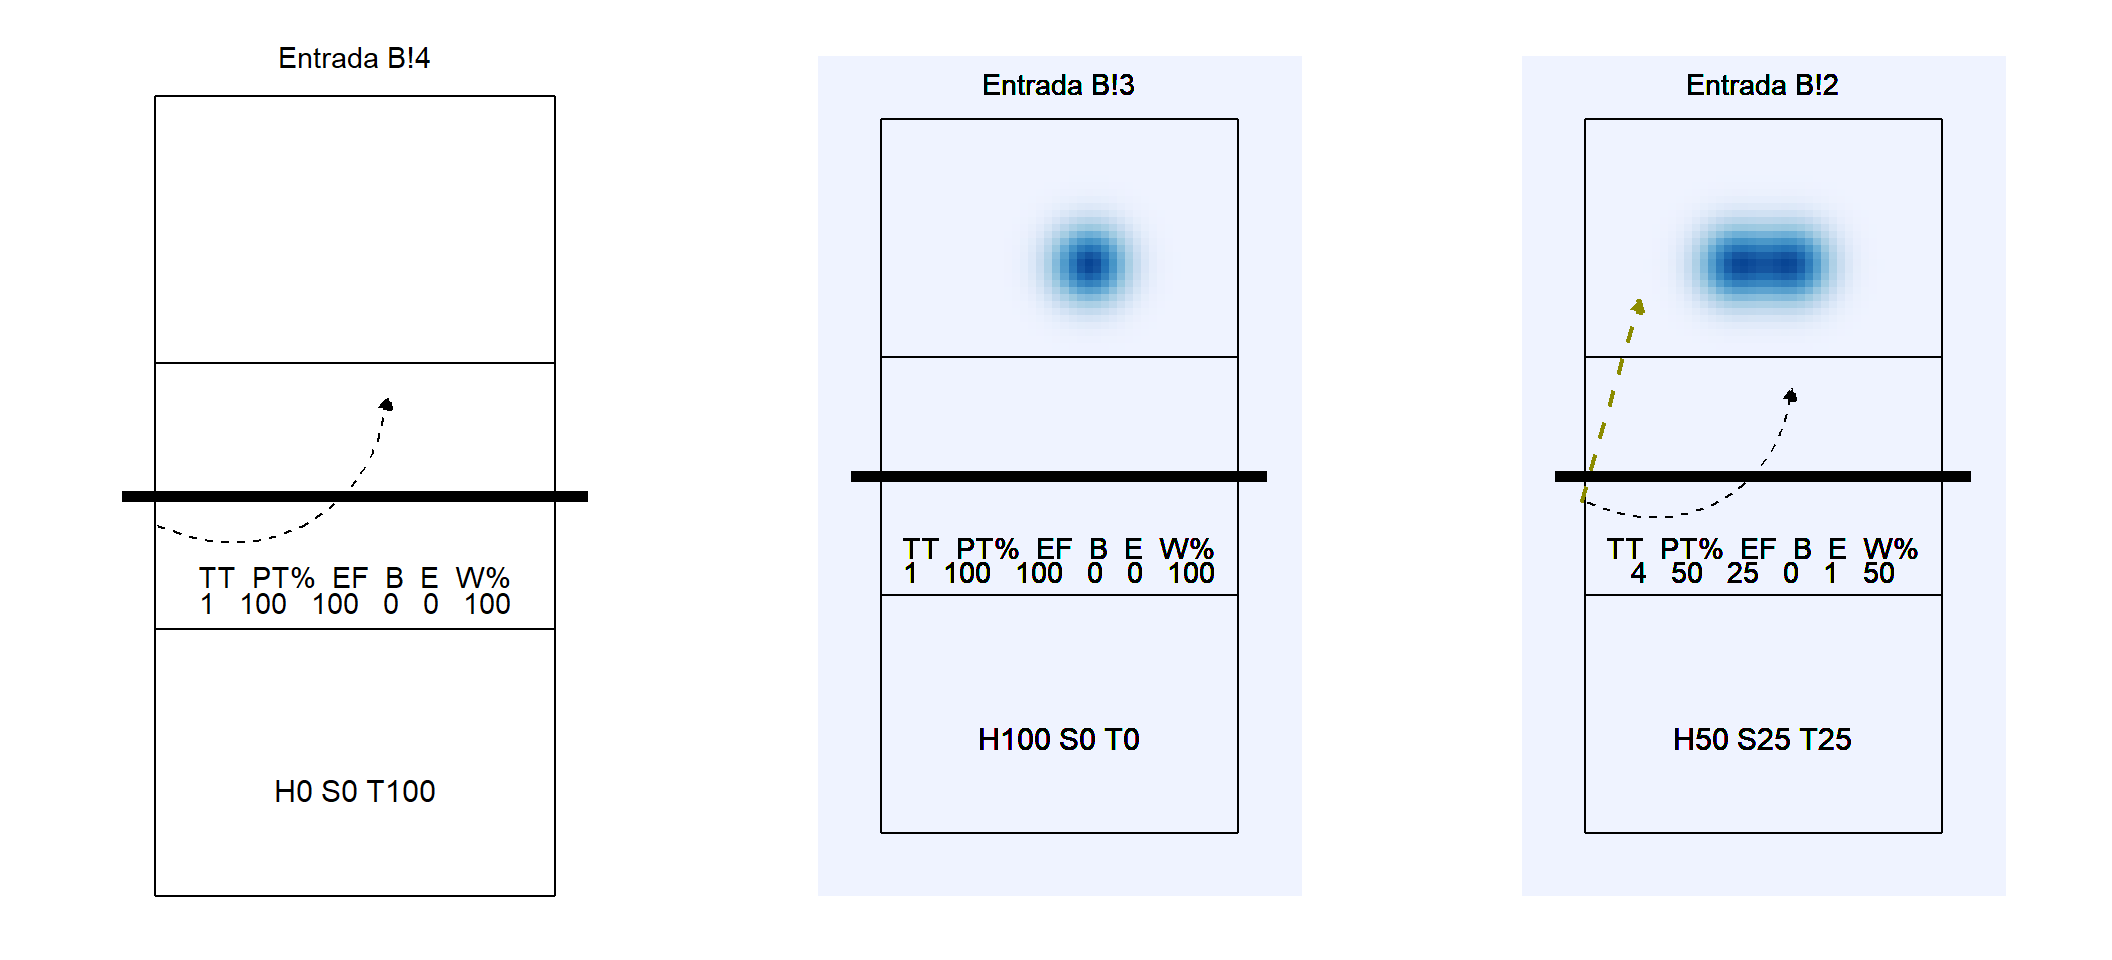 Entrada B!4
TT PT% EF B E W%
1 100 100 0 0 100
H0 S0 T100
Entrada B!3
TT PT% EF B E W%
1 100 100 0 0 100
H100 S0 T0
Entrada B!2
TT PT% EF B E W%
4 50 25 0 1 50
H50 S25 T25